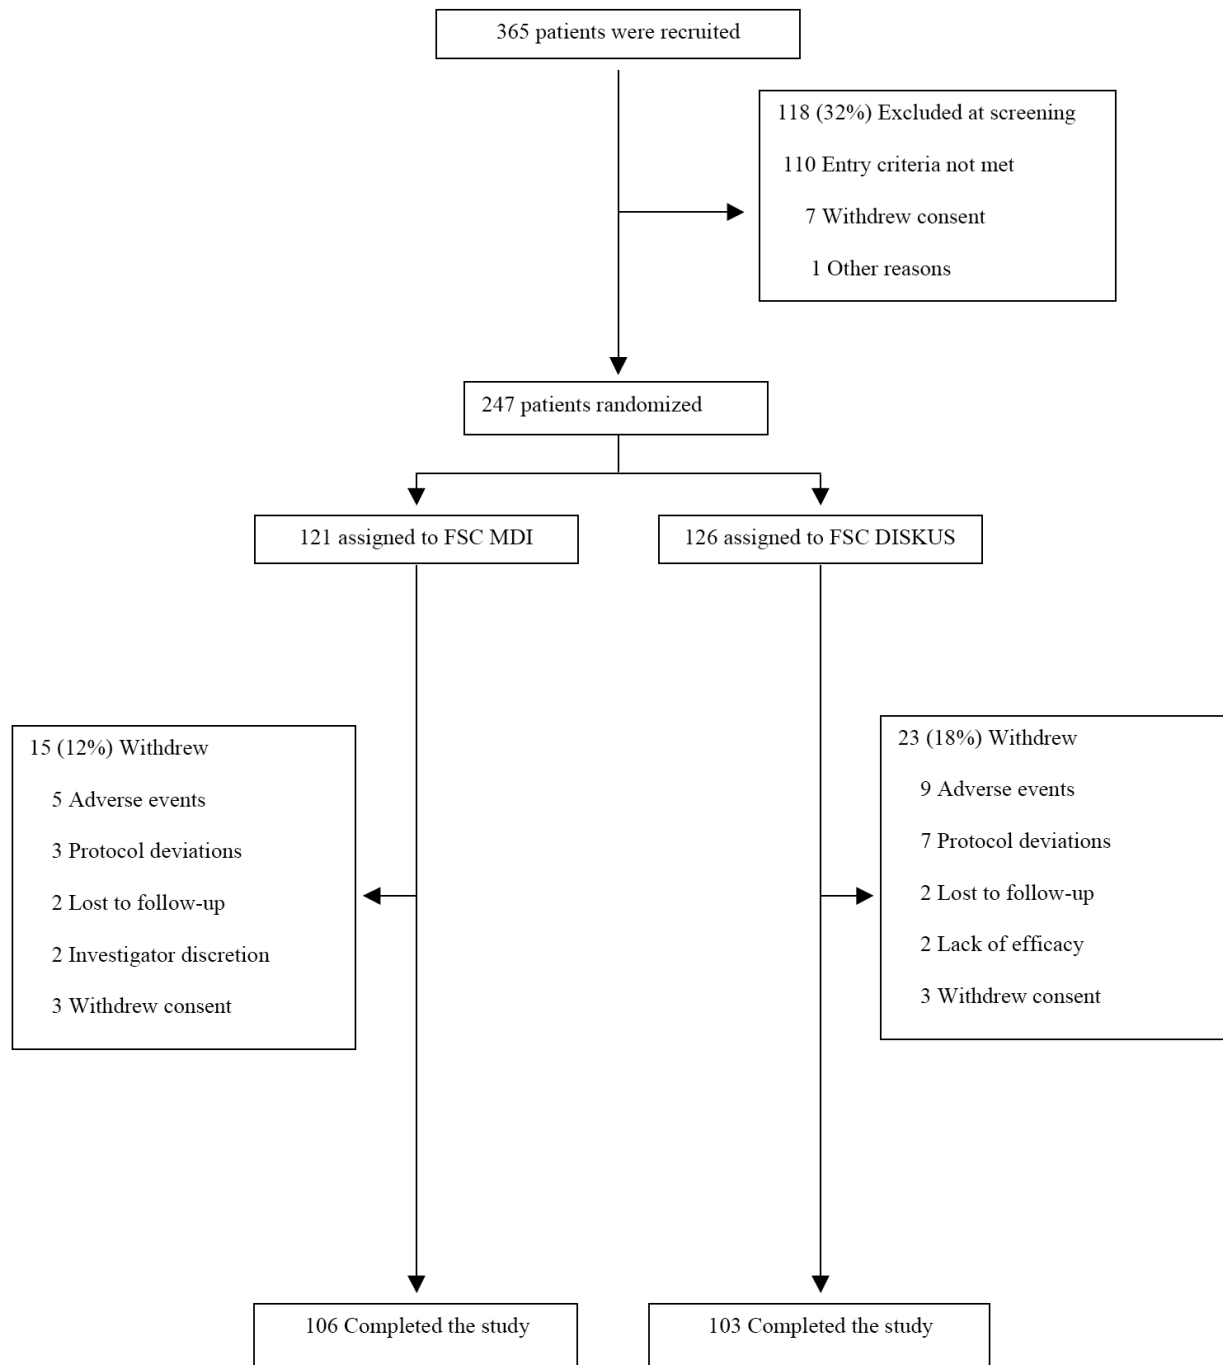 365 patients were recruited
118 (32%) Excluded at screening
110 Entry criteria not met
7 Withdrew consent
1 Other reasons
247 patients randomized
121 assigned to FSC MDI
126 assigned to FSC DISKUS
15 (12%) Withdrew
5 Adverse events
3 Protocol deviations
2 Lost to follow-up
2 Investigator discretion
3 Withdrew consent
23 (18%) Withdrew
9 Adverse events
7 Protocol deviations
2 Lost to follow-up
2 Lack of efficacy
3 Withdrew consent
106 Completed the study
103 Completed the study